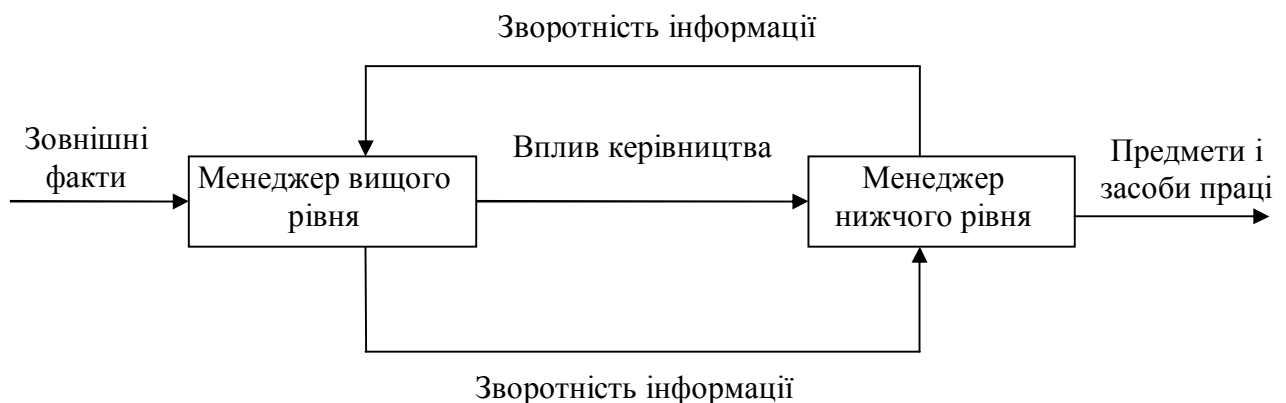 Зворотність інформації
Зовнішні
факти
Менеджер вищого
рівня
Вплив керівництва
Менеджер
нижчого рівня
Предмети і
засоби праці
Зворотність інформації